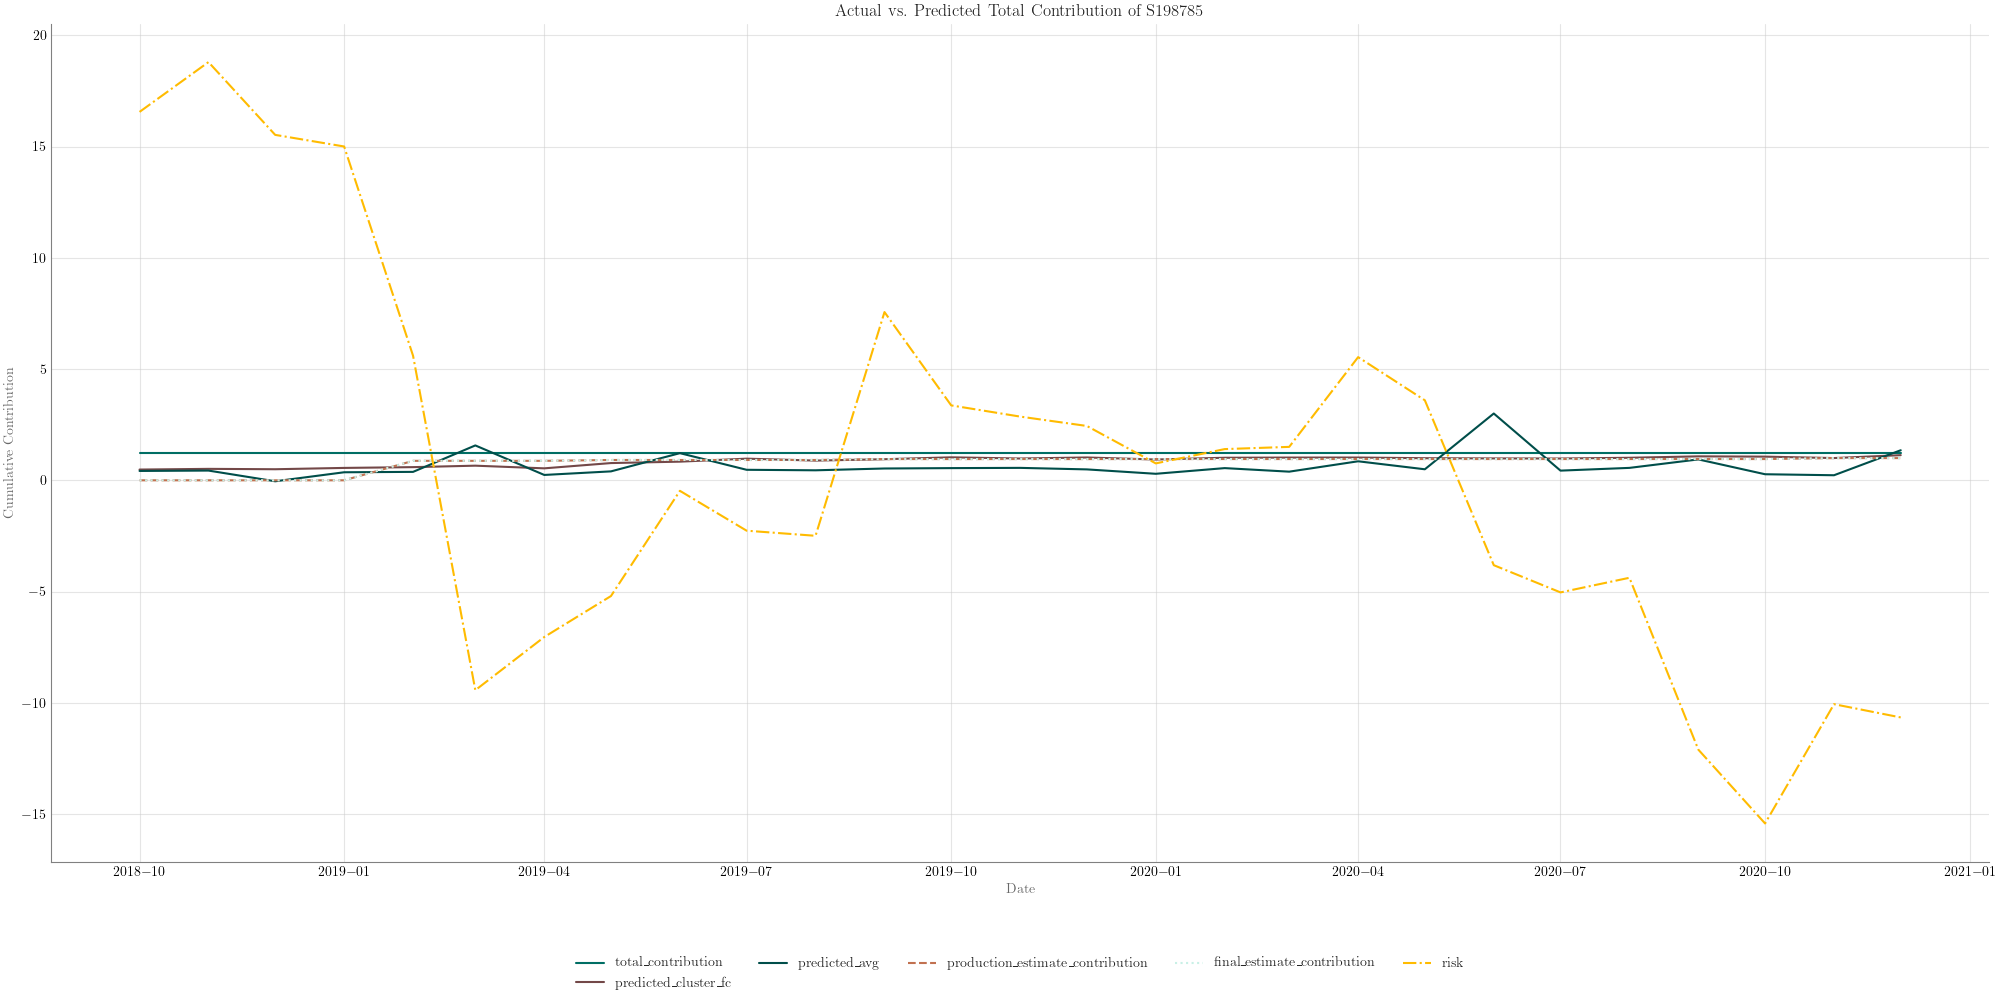 Actual vs. Predicted Total Contribution of S198785
20
15
10
5
0
−5
−10
−15
Cumulative Contribution
2018−10 2019−01 2019−04 2019−07 2019−10 2020−01 2020−04 2020−07 2020−10 2021−01
Date
total_contribution predicted_avg production_estimate_contribution final_estimate_contribution risk
predicted_cluster_fc